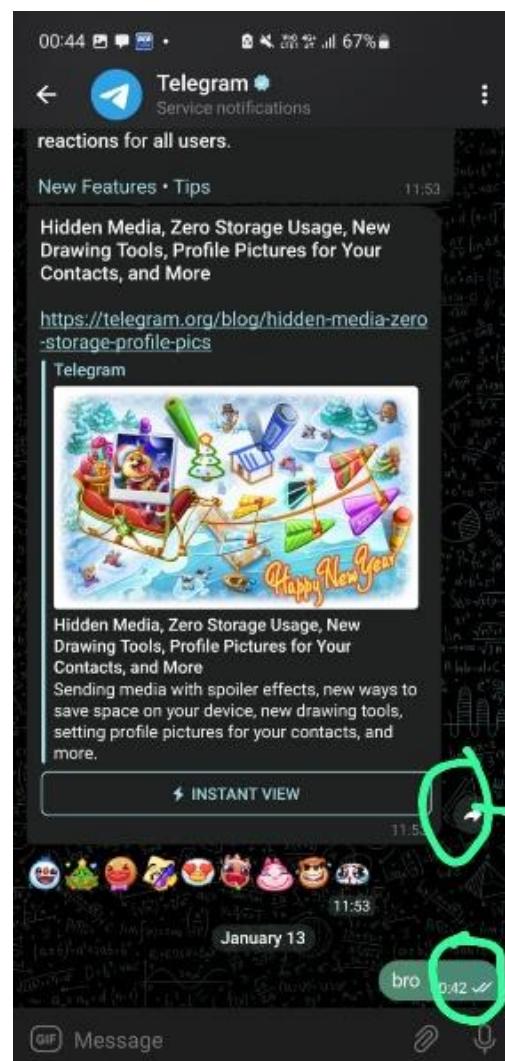 00:44
67%
Telegram
Service notifications
reactions for all users.
New Features • Tips
11:53
Hidden Media, Zero Storage Usage, New
Drawing Tools, Profile Pictures for Your
Contacts, and More
https://telegram.org/blog/hidden-media-zero
-storage-profile-pics
Telegram
Happy New Year
Hidden Media, Zero Storage Usage, New
Drawing Tools, Profile Pictures for Your
Contacts, and More
Sending media with spoiler effects, new ways to
save space on your device, new drawing tools,
setting profile pictures for your contacts, and
more.
INSTANT VIEW
11:53
11:53
January 13
bro 0:42
GIF Message